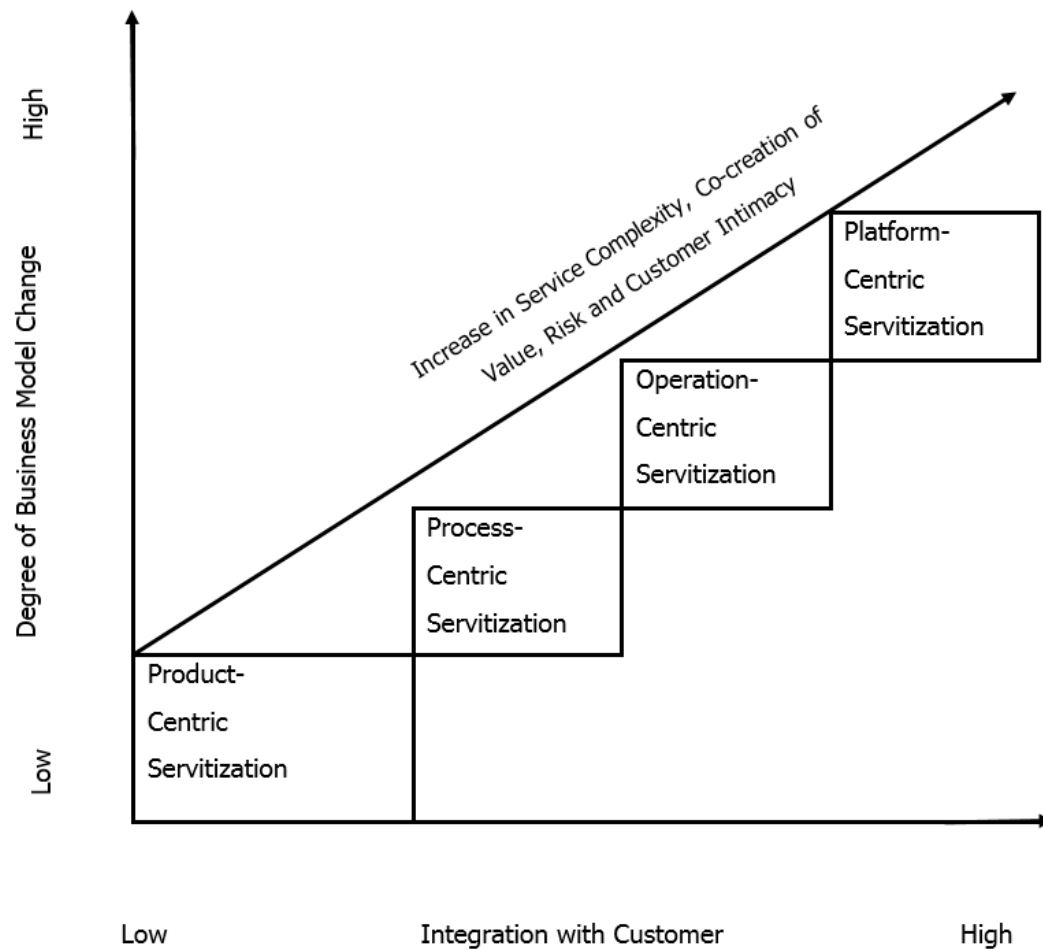 High
Increase in Service Complexity, Co-creation of
Value, Risk and Customer Intimacy
Platform-
Centric
Servitization
Degree of Business Model Change
Operation-
Centric
Servitization
Process-
Centric
Servitization
Product-
Centric
Servitization
Low
Low
Integration with Customer
High